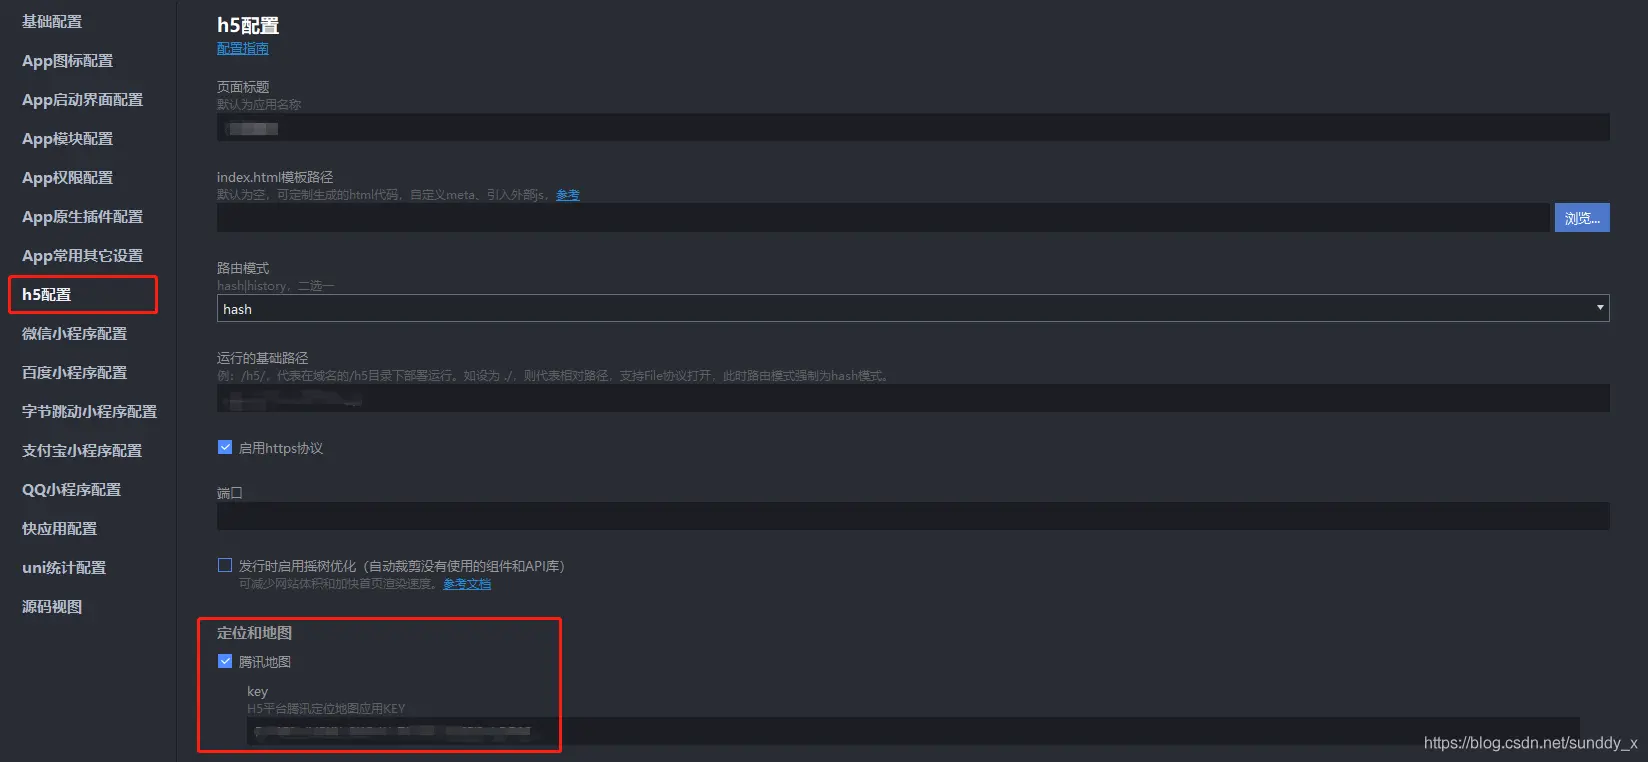 基础配置
App图标配置
App启动界面配置
App模块配置
App权限配置
App原生插件配置
App常用其它设置
h5配置
微信小程序配置
百度小程序配置
字节跳动小程序配置
支付宝小程序配置
QQ小程序配置
快应用配置
uni统计配置
源码视图
h5配置
配置指南
页面标题
默认为应用名称
index.html模板路径
默认为空，可定制生成的html代码，自定义meta、引入外部js，参考
浏览...
路由模式
hash|history，二选一
hash
运行的基础路径
例：/h5/，代表在域名的/h5目录下部署运行。如设为 ./，则代表相对路径，支持File协议打开，此时路由模式强制为hash模式。
启用https协议
端口
发行时启用摇树优化（自动裁剪没有使用的组件和API库）
可减少网站体积和加快首页渲染速度。参考文档
定位和地图
腾讯地图
key
H5平台腾讯定位地图应用KEY
https://blog.csdn.net/sunddy_x